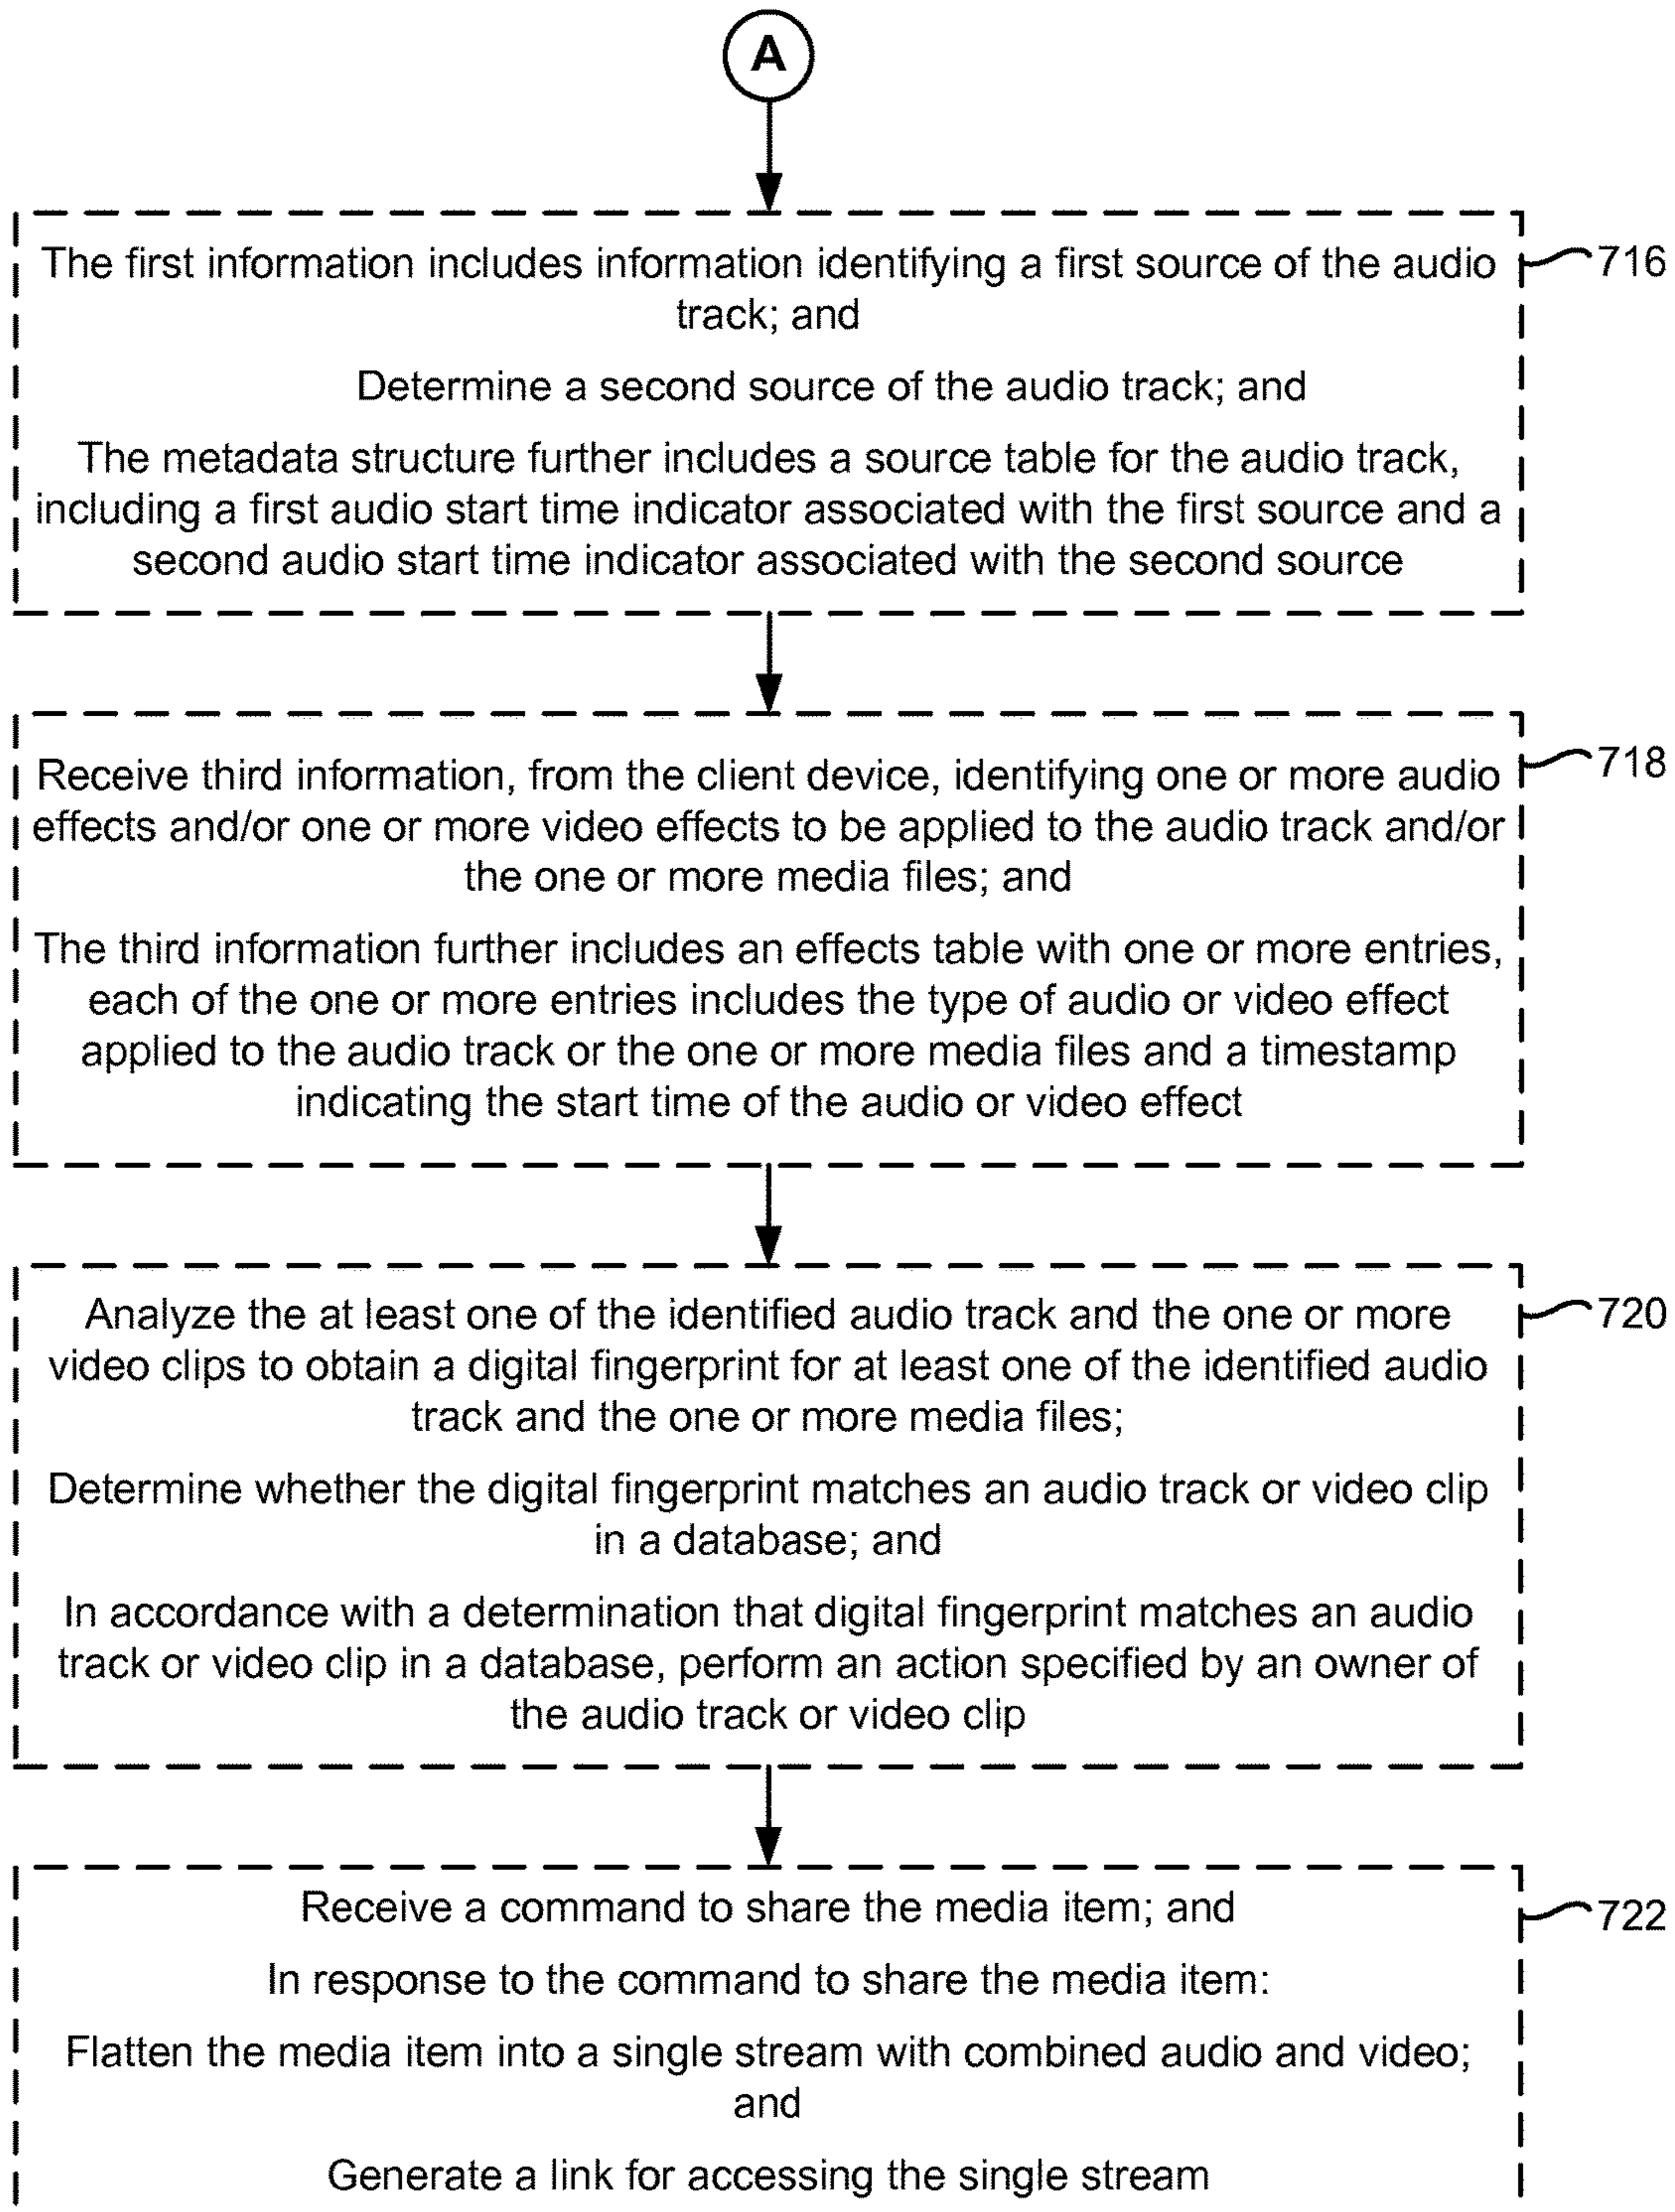 A
The first information includes information identifying a first source of the audio
track; and
716
Determine a second source of the audio track; and
The metadata structure further includes a source table for the audio track,
including a first audio start time indicator associated with the first source and a
second audio start time indicator associated with the second source
Receive third information, from the client device, identifying one or more audio
718
effects and/or one or more video effects to be applied to the audio track and/or
the one or more media files; and
The third information further includes an effects table with one or more entries,
each of the one or more entries includes the type of audio or video effect
applied to the audio track or the one or more media files and a timestamp
indicating the start time of the audio or video effect
Analyze the at least one of the identified audio track and the one or more
720
video clips to obtain a digital fingerprint for at least one of the identified audio
track and the one or more media files;
Determine whether the digital fingerprint matches an audio track or video clip
in a database; and
In accordance with a determination that digital fingerprint matches an audio
track or video clip in a database, perform an action specified by an owner of
the audio track or video clip
Receive a command to share the media item; and
722
In response to the command to share the media item:
Flatten the media item into a single stream with combined audio and video;
and
Generate a link for accessing the single stream